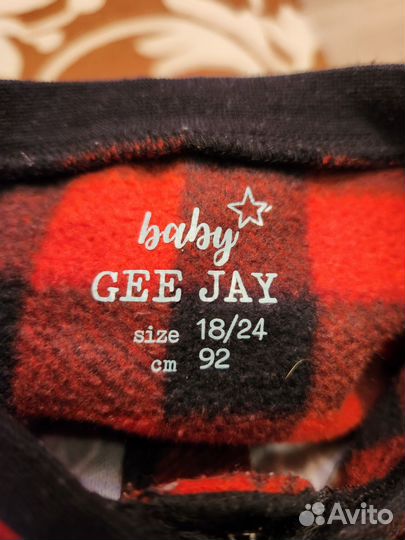 baby
GEE JAY
size 18/24
cm 92
Avito